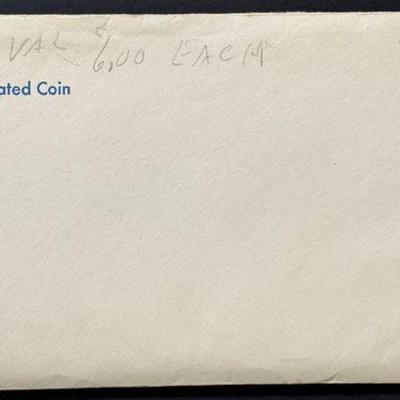 VAL $6.00 EACH
ated Coin